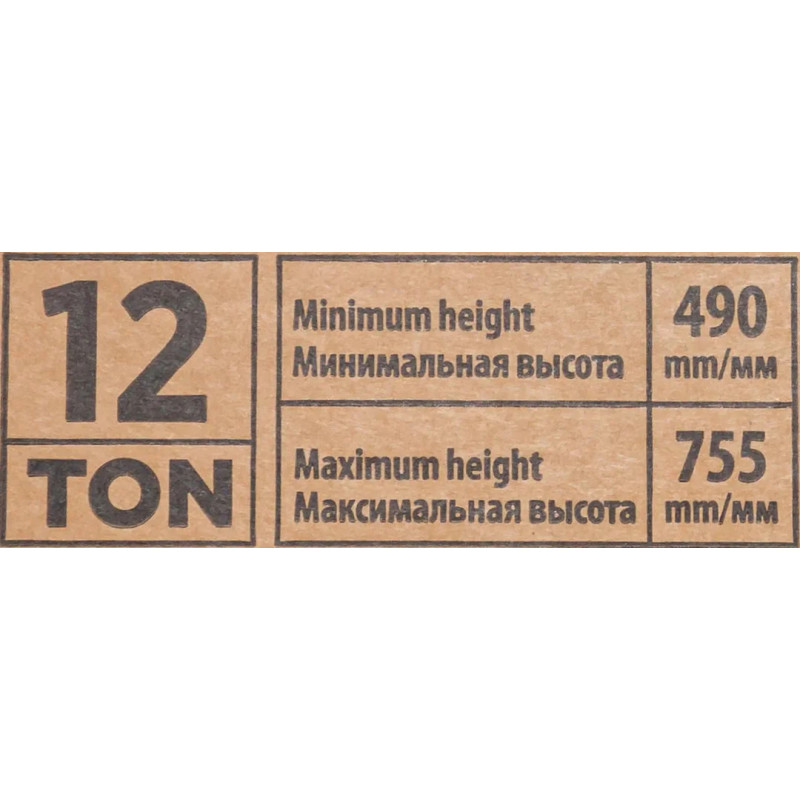 12
TON
Minimum height
Минимальная высота
490
mm/мм
Maximum height
Максимальная высота
755
mm/мм